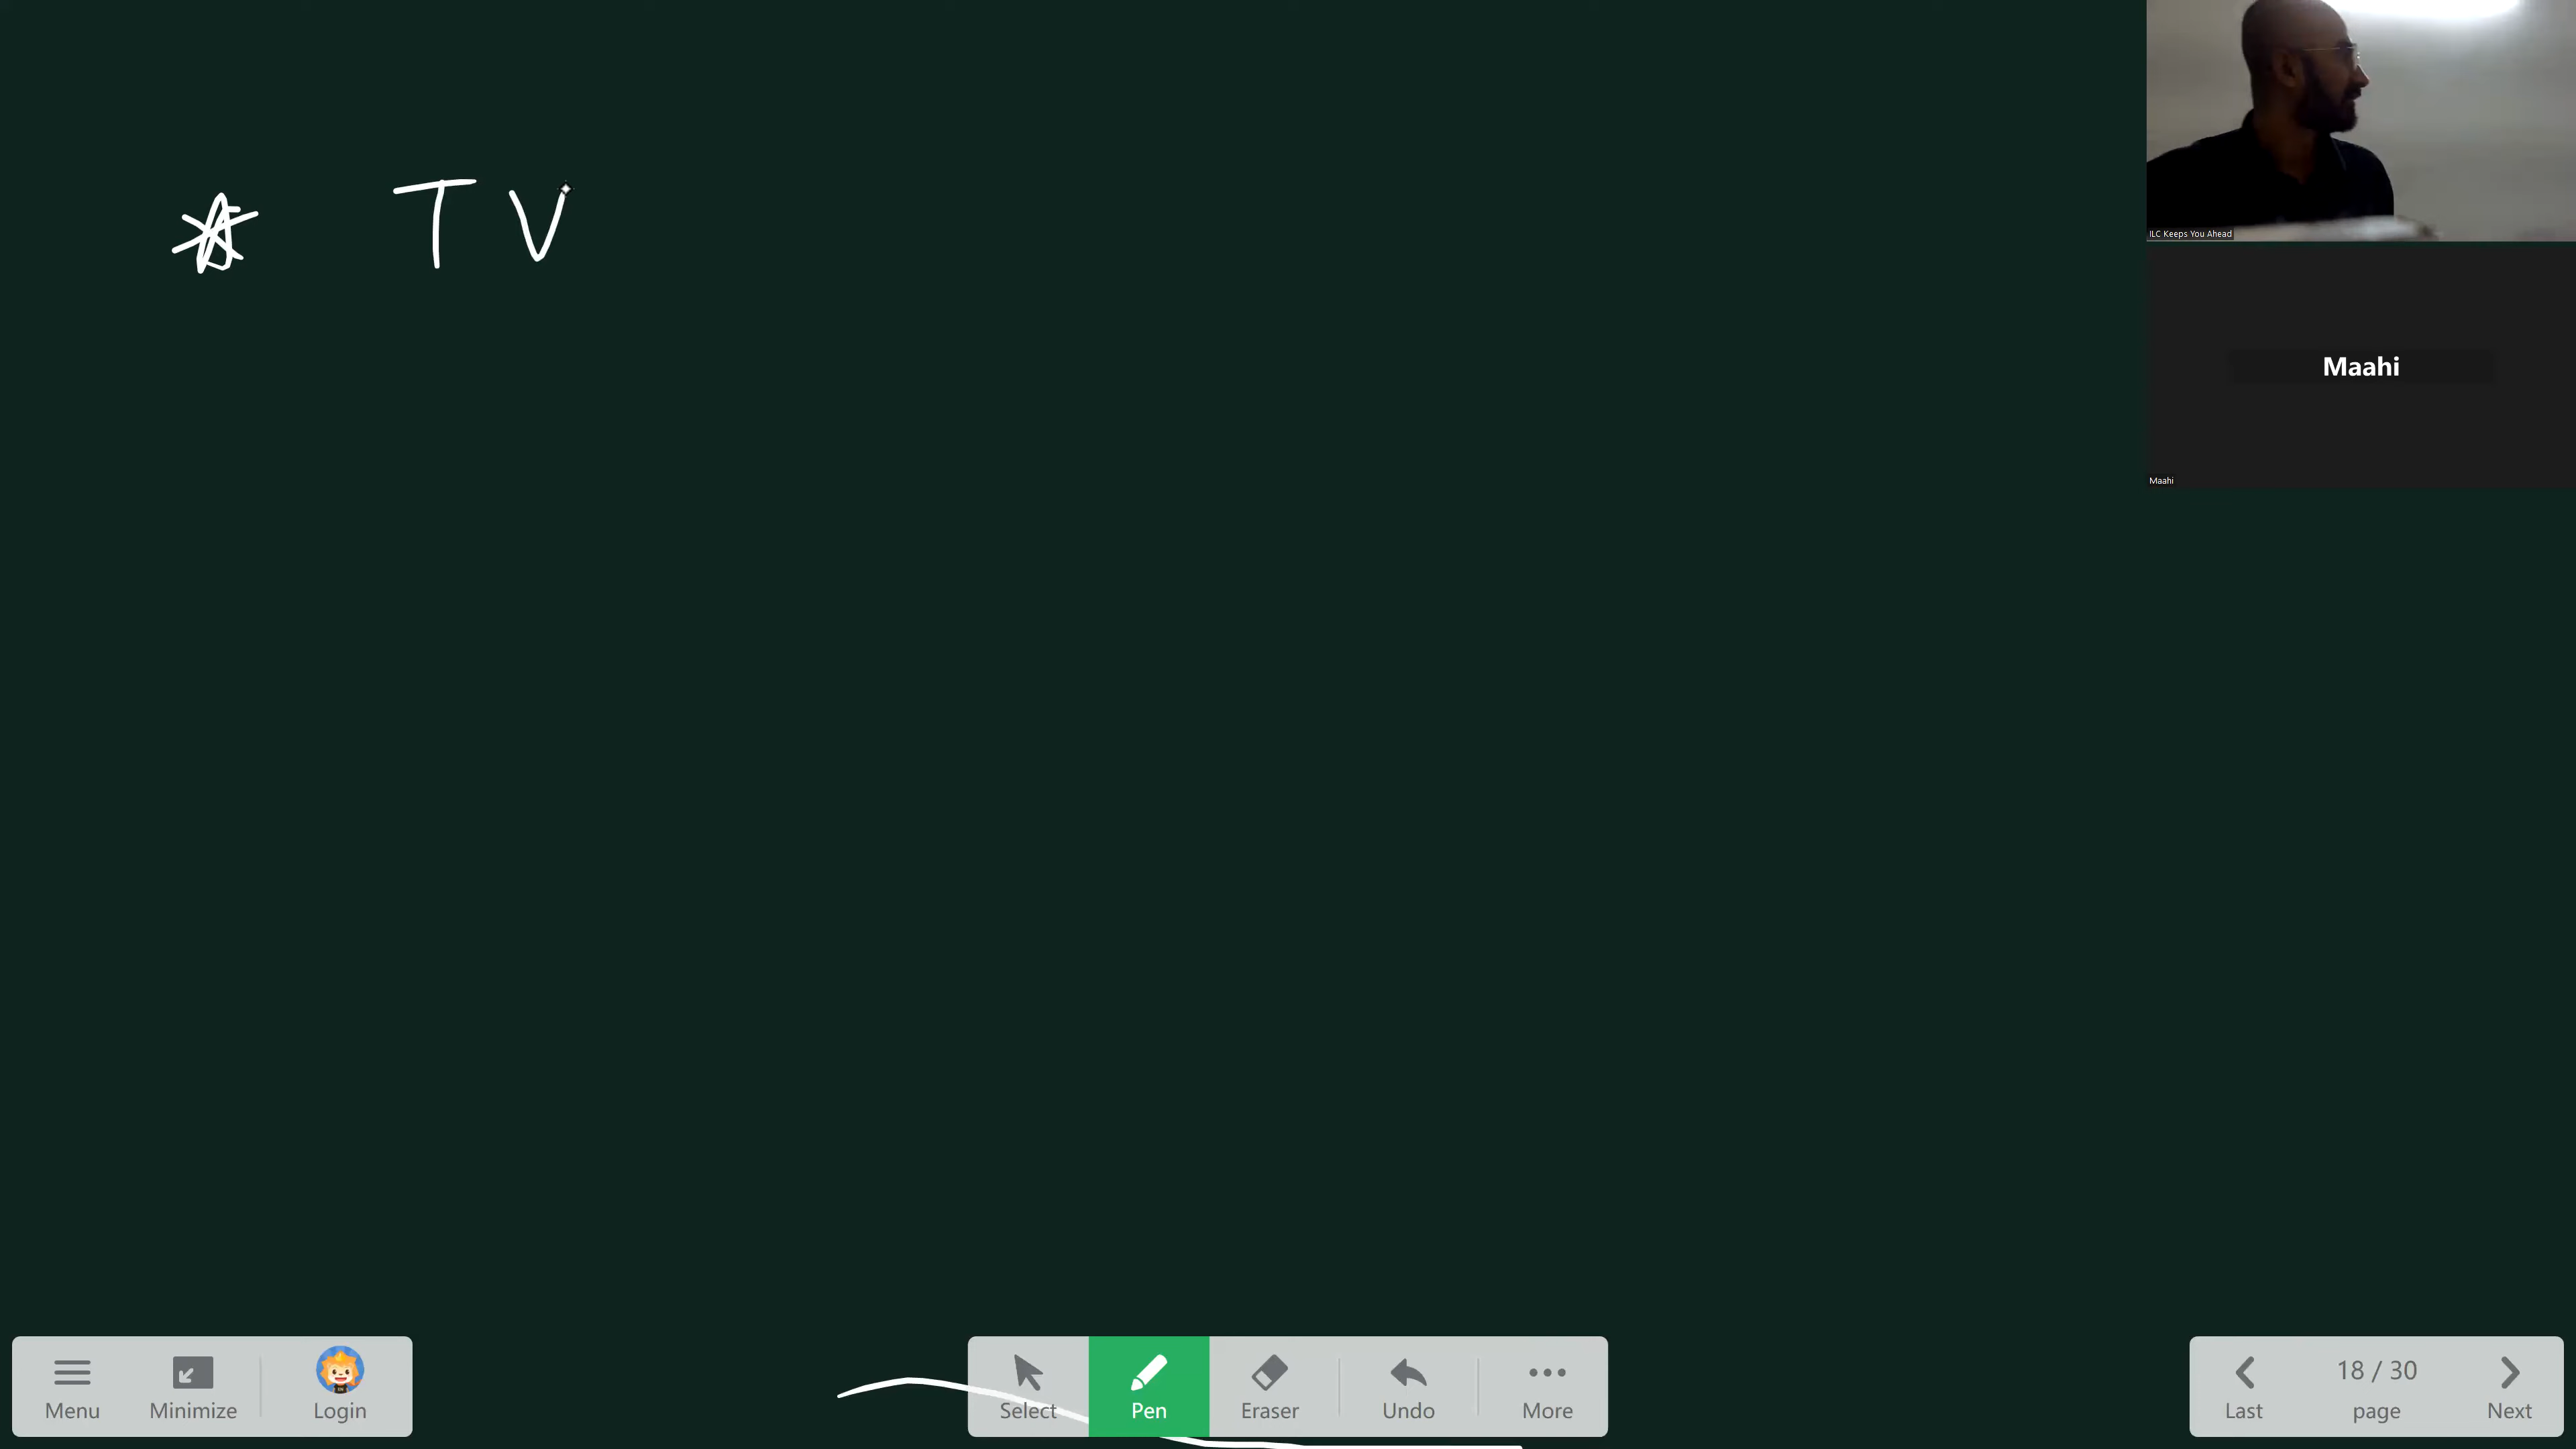 TV
ILC Keeps You Ahead
Maahi
Maahi
Menu Minimize Login Select Pen Eraser Undo More Last 18 / 30 page Next